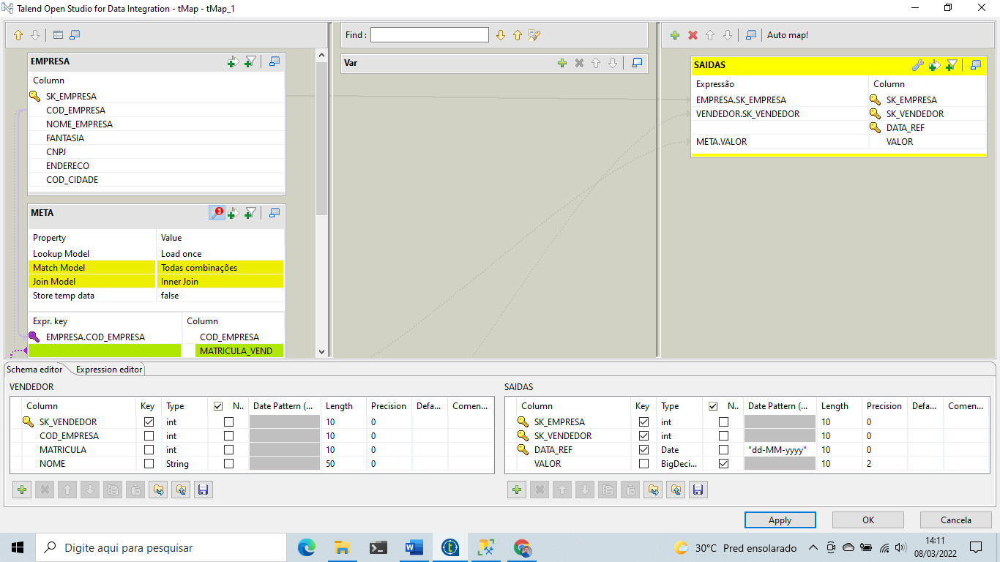 Talend Open Studio for Data Integration - tMap - tMap_1
Find :
Auto map!
EMPRESA
Column
SK_EMPRESA
COD_EMPRESA
NOME_EMPRESA
FANTASIA
CNPJ
ENDERECO
COD_CIDADE
META
3
Property Value
Lookup Model Load once
Match Model Todas combinações
Join Model Inner Join
Store temp data false
Expr. key Column
EMPRESA.COD_EMPRESA COD_EMPRESA
MATRICULA_VEND
Var
SAIDAS
Expressão Column
EMPRESA.SK_EMPRESA SK_EMPRESA
VENDEDOR.SK_VENDEDOR SK_VENDEDOR
DATA_REF
META.VALOR VALOR
Schema editor Expression editor
VENDEDOR
Column Key Type N.. Date Pattern (... Length Precision Defa... Comen...
SK_VENDEDOR int 10 0
COD_EMPRESA int 10 0
MATRICULA int 10 0
NOME String 50 0
SAIDAS
Column Key Type N.. Date Pattern (... Length Precision Defa... Comen...
SK_EMPRESA int 10 0
SK_VENDEDOR int 10 0
DATA_REF Date "dd-MM-yyyy" 10 0
VALOR BigDeci... 10 2
Apply OK Cancela
Digite aqui para pesquisar
30°C Pred ensolarado
14:11
08/03/2022